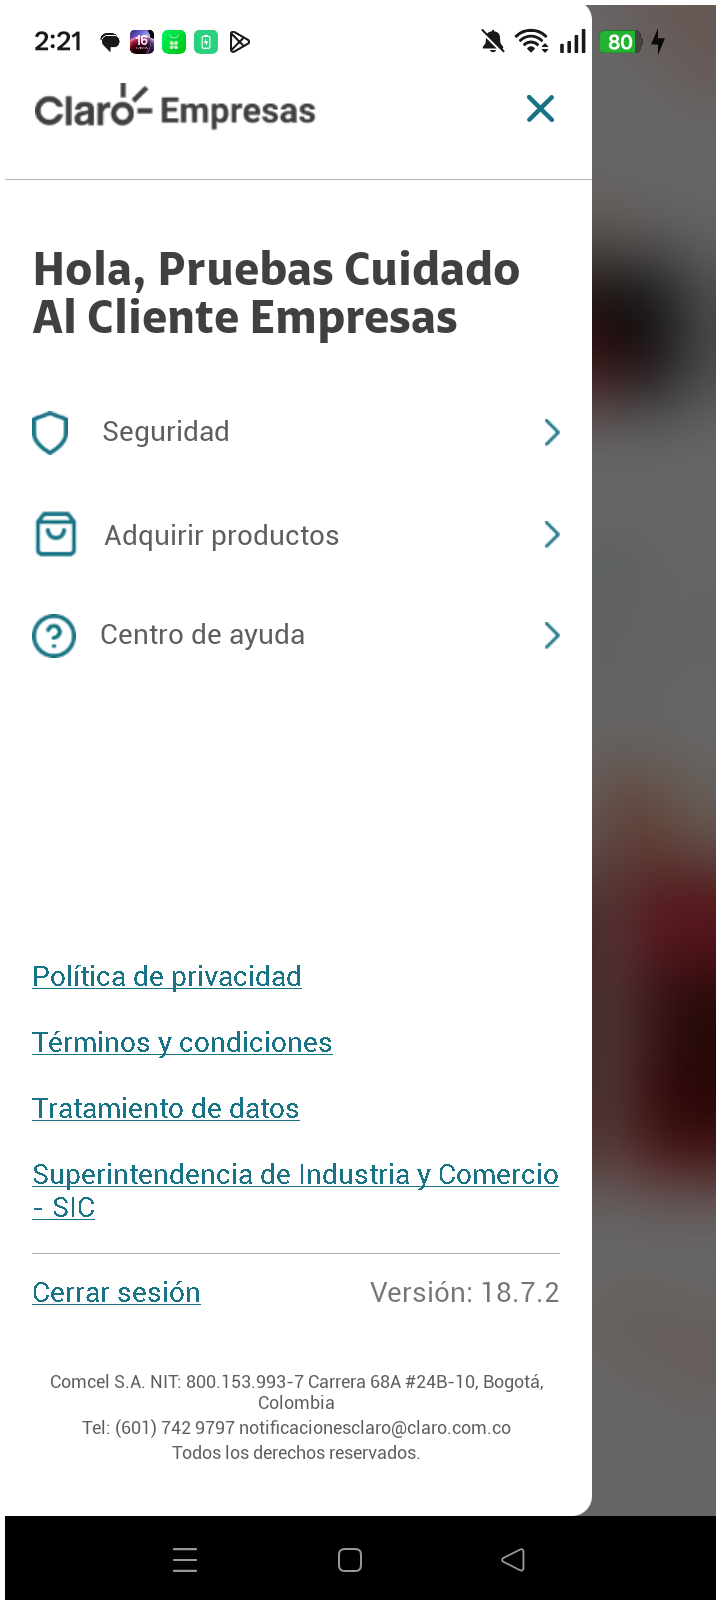 2:21
16
80
Claro Empresas
Hola, Pruebas Cuidado
Al Cliente Empresas
Seguridad
Adquirir productos
Centro de ayuda
Política de privacidad
Términos y condiciones
Tratamiento de datos
Superintendencia de Industria y Comercio
- SIC
Cerrar sesión Versión: 18.7.2
Comcel S.A. NIT: 800.153.993-7 Carrera 68A #24B-10, Bogotá,
Colombia
Tel: (601) 742 9797 notificacionesclaro@claro.com.co
Todos los derechos reservados.